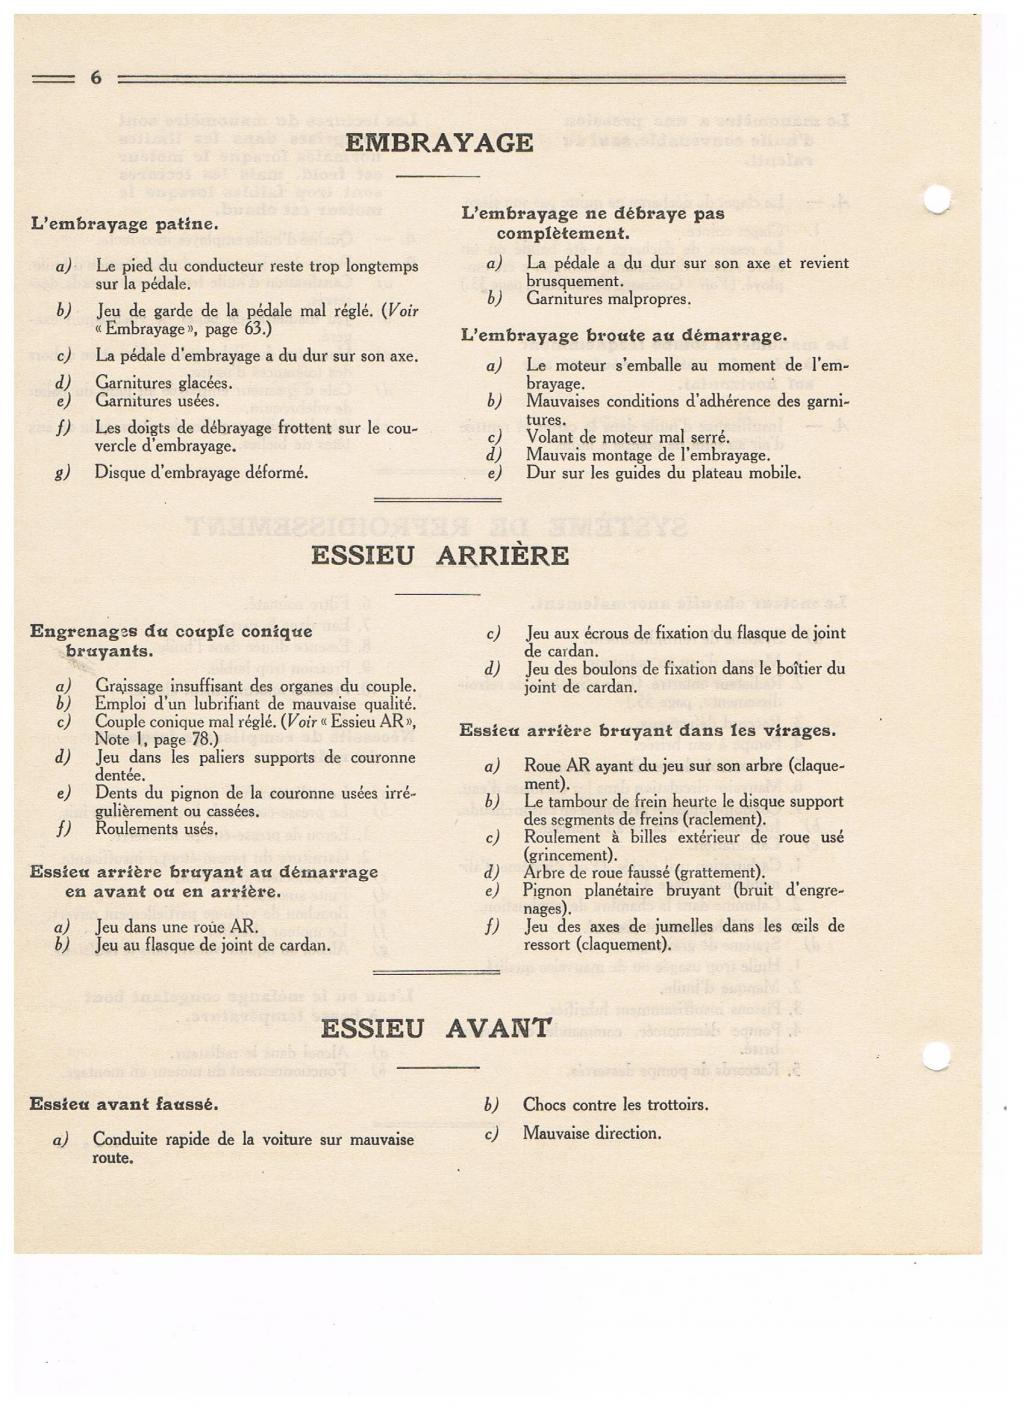 6
EMBRAYAGE
L'embrayage patine.
a) Le pied du conducteur reste trop longtemps
sur la pédale.
b) Jeu de garde de la pédale mal réglé. (Voir
« Embrayage», page 63.)
c) La pédale d'embrayage a du dur sur son axe.
d) Garnitures glacées.
e) Garnitures usées.
f) Les doigts de débrayage frottent sur le cou-
vercle d'embrayage.
g) Disque d'embrayage déformé.
L'embrayage ne débraye pas
complètement.
a) La pédale a du dur sur son axe et revient
brusquement.
b) Garnitures malpropres.
L'embrayage broute au démarrage.
a) Le moteur s'emballe au moment de l'em-
brayage.
b) Mauvaises conditions d'adhérence des garni-
tures.
c) Volant de moteur mal serré.
d) Mauvais montage de l'embrayage.
e) Dur sur les guides du plateau mobile.
ESSIEU ARRIÈRE
Engrenages du couple conique
bruyants.
a) Graissage insuffisant des organes du couple.
b) Emploi d'un lubrifiant de mauvaise qualité.
c) Couple conique mal réglé. (Voir « Essieu AR»,
Note 1, page 78.)
d) Jeu dans les paliers supports de couronne
dentée.
e) Dents du pignon de la couronne usées irré-
gulièrement ou cassées.
f) Roulements usés.
Essieu arrière bruyant au démarrage
en avant ou en arrière.
a) Jeu dans une roue AR.
b) Jeu au flasque de joint de cardan.
c) Jeu aux écrous de fixation du flasque de joint
de cardan.
d) Jeu des boulons de fixation dans le boîtier du
joint de cardan.
Essieu arrière bruyant dans les virages.
a) Roue AR ayant du jeu sur son arbre (claque-
ment).
b) Le tambour de frein heurte le disque support
des segments de freins (raclement).
c) Roulement à billes extérieur de roue usé
(grincement).
d) Arbre de roue faussé (grattement).
e) Pignon planétaire bruyant (bruit d'engre-
nages).
f) Jeu des axes de jumelles dans les œils de
ressort (claquement).
ESSIEU AVANT
Essieu avant faussé.
a) Conduite rapide de la voiture sur mauvaise
route.
b) Chocs contre les trottoirs.
c) Mauvaise direction.